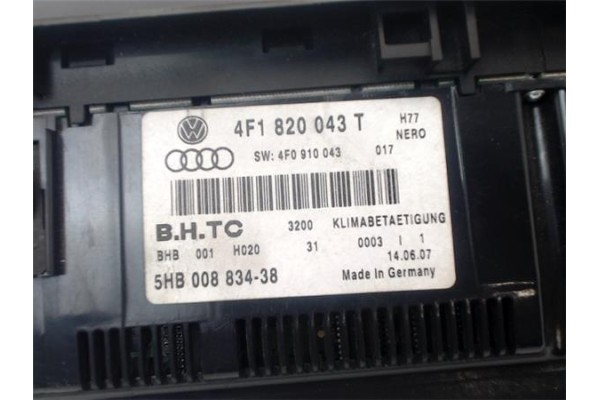 4F1 820 043 T H77
NERO
SW: 4F0 910 043 017
B.H.TC 3200 KLIMABETAETIGUNG
BHB 001 H020 31 0003 I 1
14.06.07
5HB 008 834-38 Made in Germany